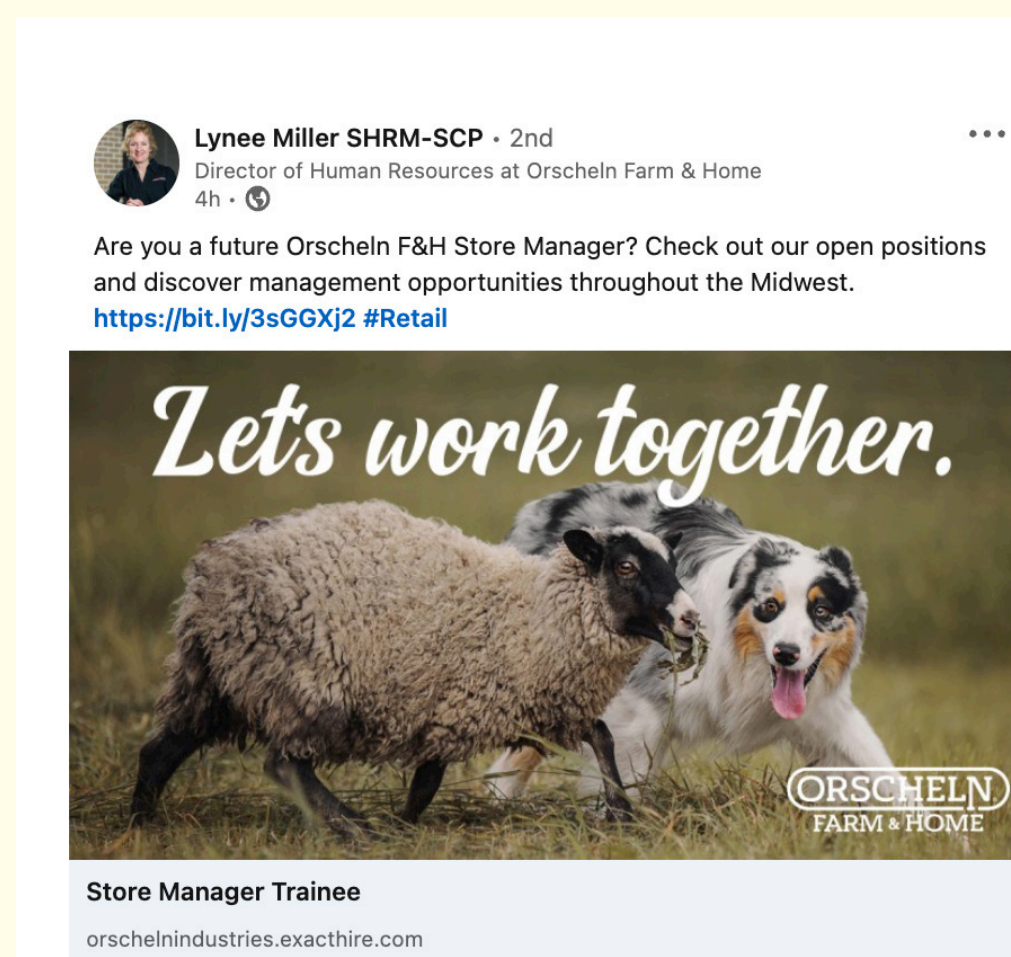 Lynee Miller SHRM-SCP • 2nd
Director of Human Resources at Orscheln Farm & Home
4h •
Are you a future Orscheln F&H Store Manager? Check out our open positions
and discover management opportunities throughout the Midwest.
https://bit.ly/3sGGXj2 #Retail
Let's work together.
ORSCHELN
FARM & HOME
Store Manager Trainee
orschelnindustries.exacthire.com